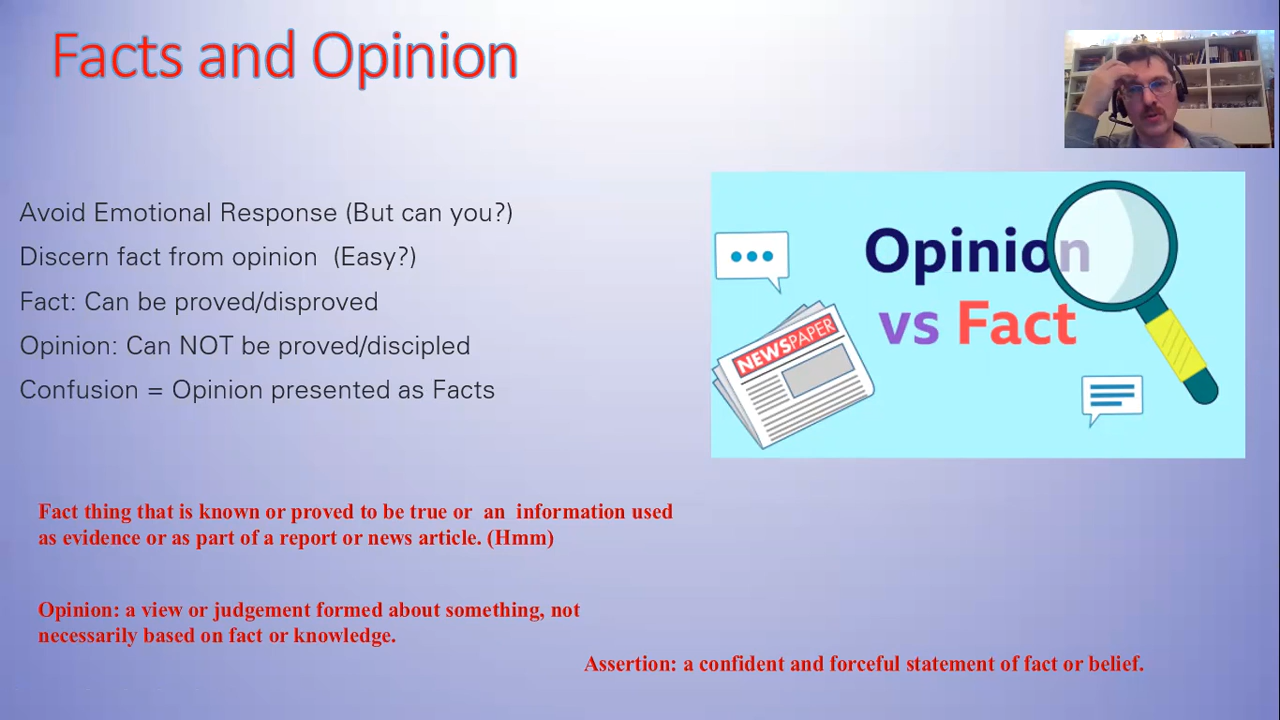 Facts and Opinion
Avoid Emotional Response (But can you?)
Discern fact from opinion (Easy?)
Fact: Can be proved/disproved
Opinion: Can NOT be proved/discipled
Confusion = Opinion presented as Facts
Opinion
vs Fact
NEWSPAPER
Fact thing that is known or proved to be true or an information used
as evidence or as part of a report or news article. (Hmm)
Opinion: a view or judgement formed about something, not
necessarily based on fact or knowledge.
Assertion: a confident and forceful statement of fact or belief.